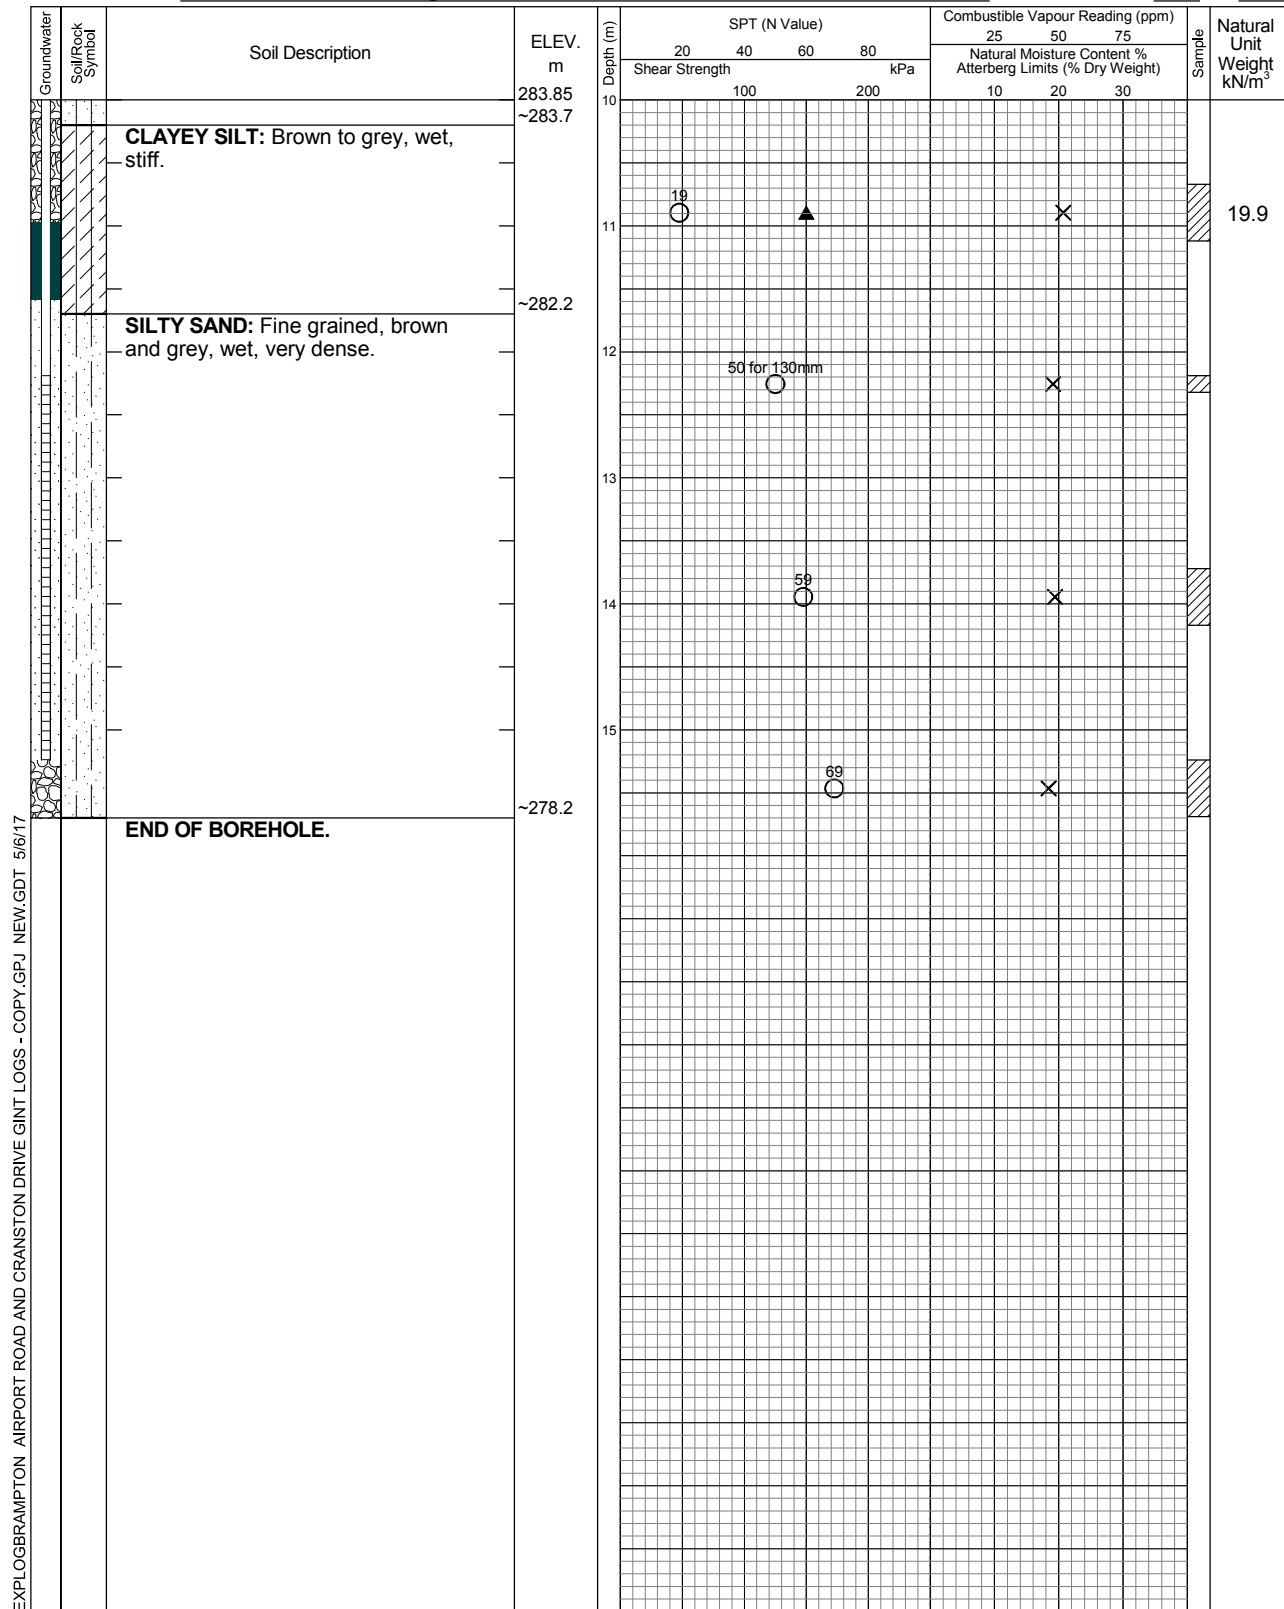 Groundwater
Soil/Rock
Symbol
Soil Description
ELEV.
m
Depth (m)
SPT (N Value)
20 40 60 80
Shear Strength kPa
100 200
Combustible Vapour Reading (ppm)
25 50 75
Natural Moisture Content %
Atterberg Limits (% Dry Weight)
10 20 30
Sample
Natural
Unit
Weight
kN/m³
283.85
10
~283.7
CLAYEY SILT: Brown to grey, wet,
stiff.
19
19.9
11
~282.2
SILTY SAND: Fine grained, brown
and grey, wet, very dense.
12
50 for 130mm
13
59
14
15
69
~278.2
END OF BOREHOLE.
EXPLOGBRAMPTON AIRPORT ROAD AND CRANSTON DRIVE GINT LOGS - COPY.GPJ NEW.GDT 5/6/17